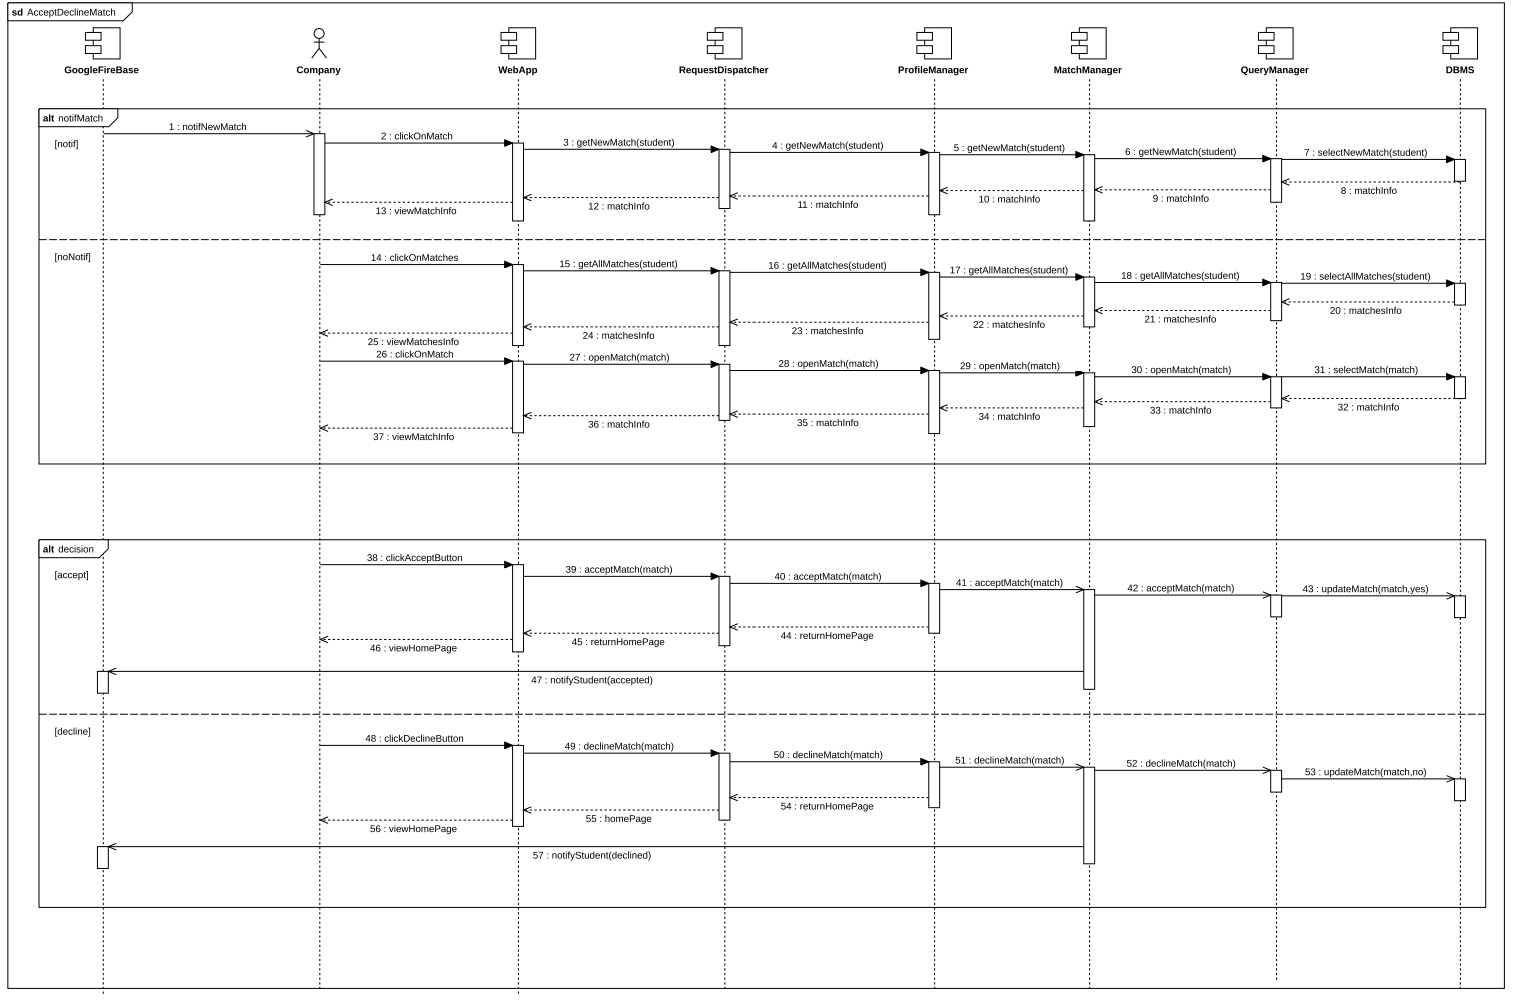 sd AcceptDeclineMatch
GoogleFireBase
Company
WebApp
RequestDispatcher
ProfileManager
MatchManager
QueryManager
DBMS
alt notifMatch
[notif]
1 : notifNewMatch
2 : clickOnMatch
3 : getNewMatch(student)
4 : getNewMatch(student)
5 : getNewMatch(student)
6 : getNewMatch(student)
7 : selectNewMatch(student)
8 : matchInfo
9 : matchInfo
10 : matchInfo
11 : matchInfo
12 : matchInfo
13 : viewMatchInfo
[noNotif]
14 : clickOnMatches
15 : getAllMatches(student)
16 : getAllMatches(student)
17 : getAllMatches(student)
18 : getAllMatches(student)
19 : selectAllMatches(student)
20 : matchesInfo
21 : matchesInfo
22 : matchesInfo
23 : matchesInfo
24 : matchesInfo
25 : viewMatchesInfo
26 : clickOnMatch
27 : openMatch(match)
28 : openMatch(match)
29 : openMatch(match)
30 : openMatch(match)
31 : selectMatch(match)
32 : matchInfo
33 : matchInfo
34 : matchInfo
35 : matchInfo
36 : matchInfo
37 : viewMatchInfo
alt decision
[accept]
38 : clickAcceptButton
39 : acceptMatch(match)
40 : acceptMatch(match)
41 : acceptMatch(match)
42 : acceptMatch(match)
43 : updateMatch(match,yes)
44 : returnHomePage
45 : returnHomePage
46 : viewHomePage
47 : notifyStudent(accepted)
[decline]
48 : clickDeclineButton
49 : declineMatch(match)
50 : declineMatch(match)
51 : declineMatch(match)
52 : declineMatch(match)
53 : updateMatch(match,no)
54 : returnHomePage
55 : homePage
56 : viewHomePage
57 : notifyStudent(declined)